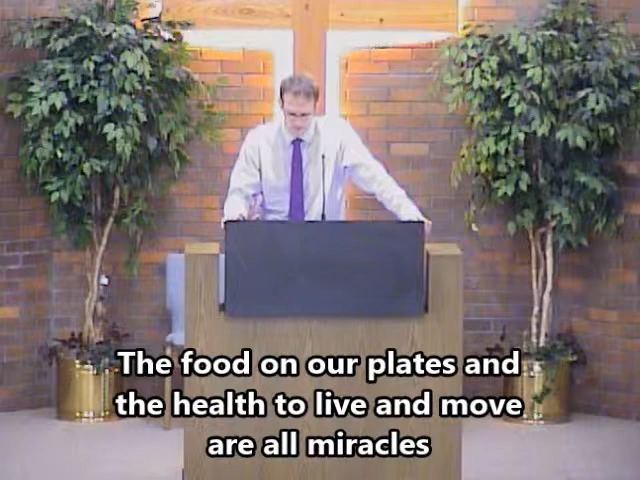 The food on our plates and
the health to live and move
are all miracles